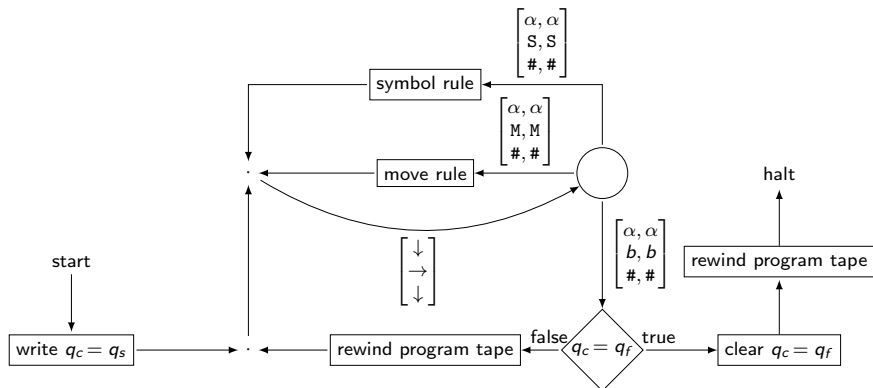 [α, α
S, S
#, #]
symbol rule
[α, α
M, M
#, #]
·
move rule
halt
[↓
→
↓]
[α, α
b, b
#, #]
start
rewind program tape
write q_c = q_s
·
rewind program tape
false
q_c = q_f
true
clear q_c = q_f